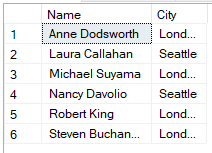 Name City
1 Anne Dodsworth Lond...
2 Laura Callahan Seattle
3 Michael Suyama Lond...
4 Nancy Davolio Seattle
5 Robert King Lond...
6 Steven Buchan... Lond...